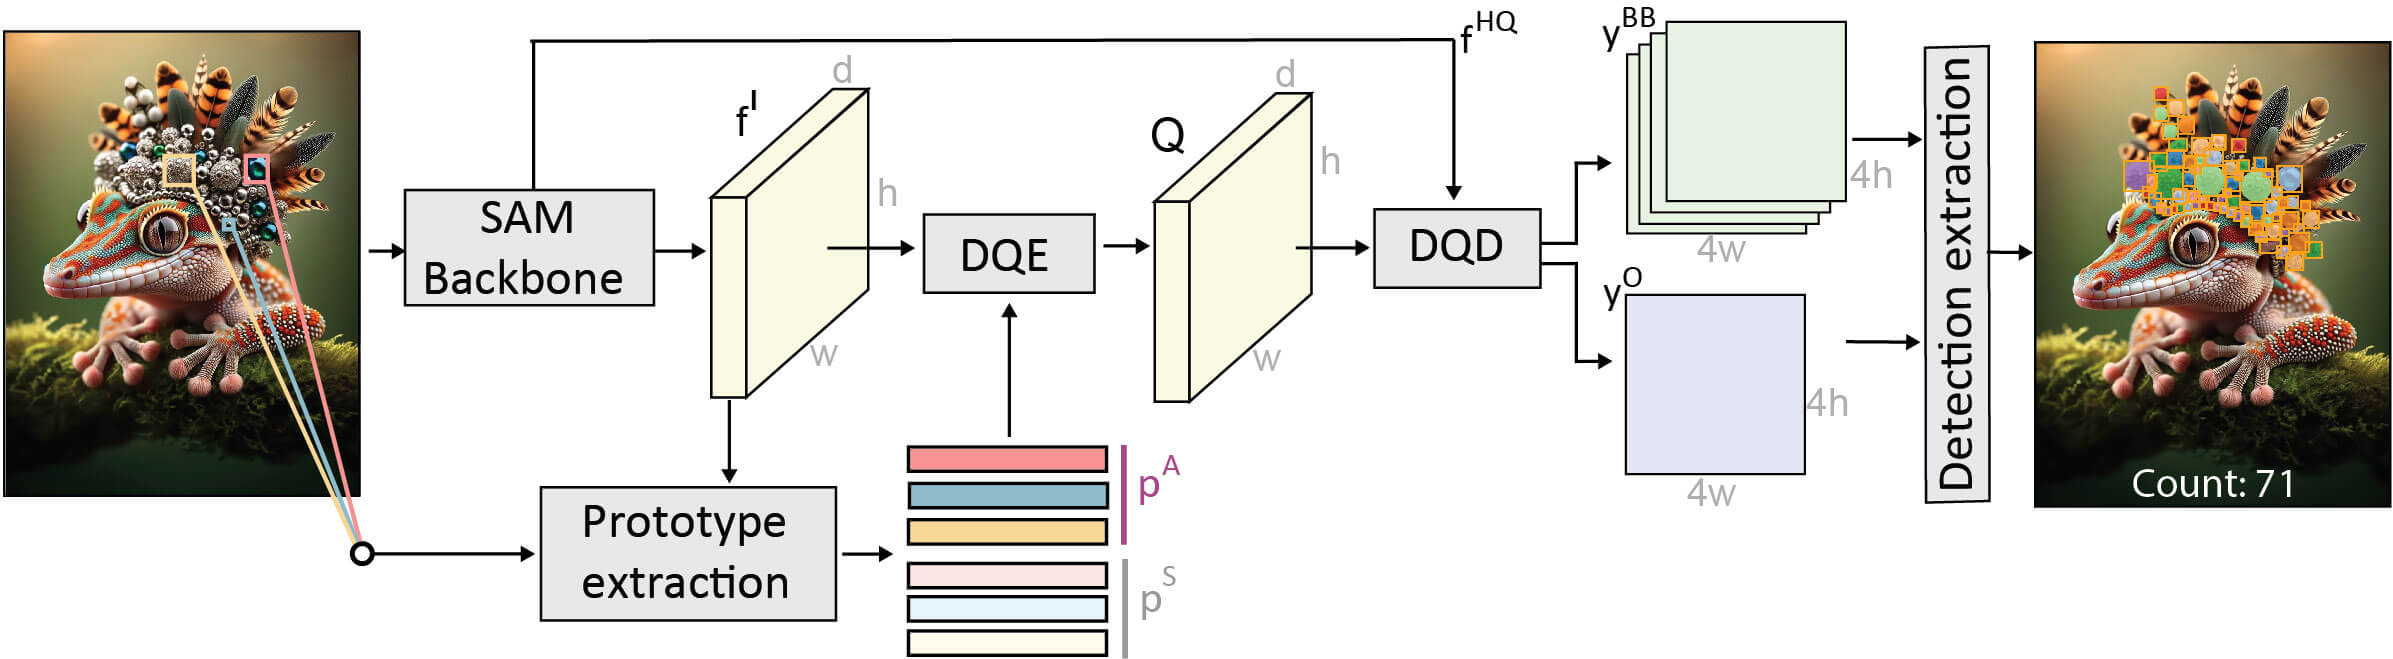 SAM
Backbone
f^I
d
h
w
DQE
Prototype
extraction
p^A
p^S
Q
d
h
w
f^HQ
DQD
y^BB
4h
4w
y^O
4h
4w
Detection extraction
Count: 71